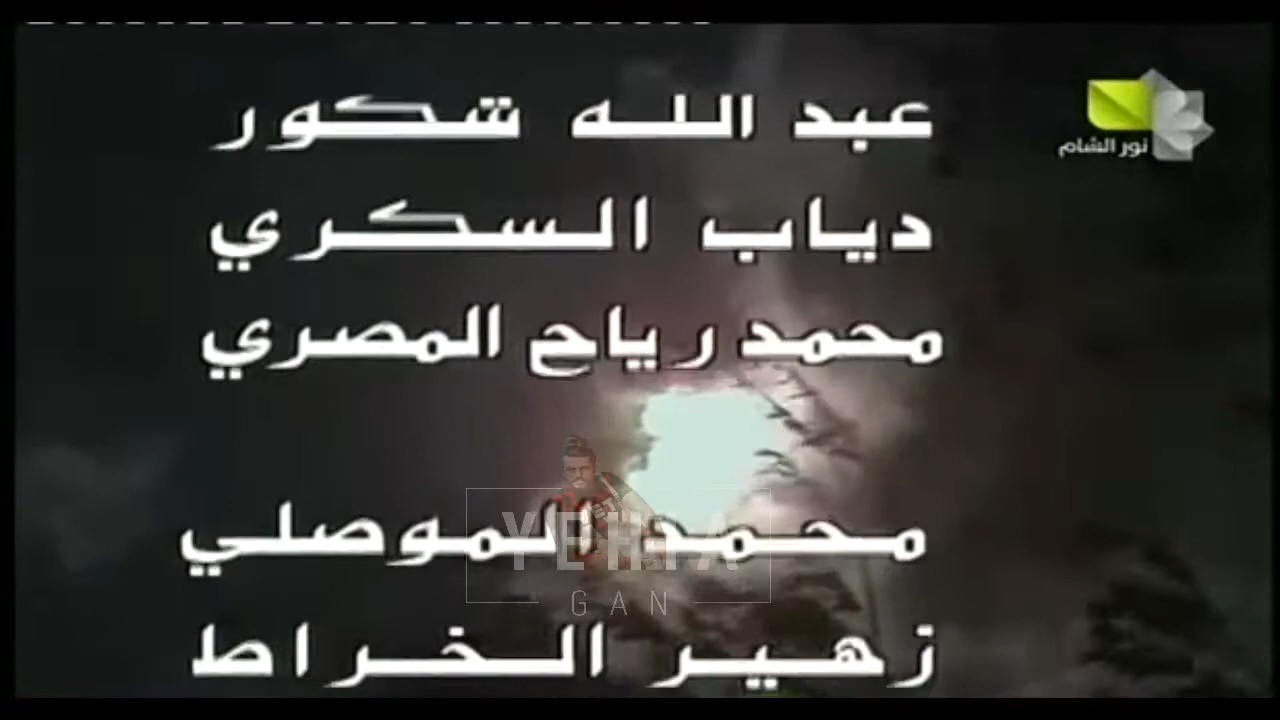 عبد الله شكور
نور الشام
دياب السكري
محمد رياح المصري
محمد الموصلي
YEHIA
GAN
زهير الخراط